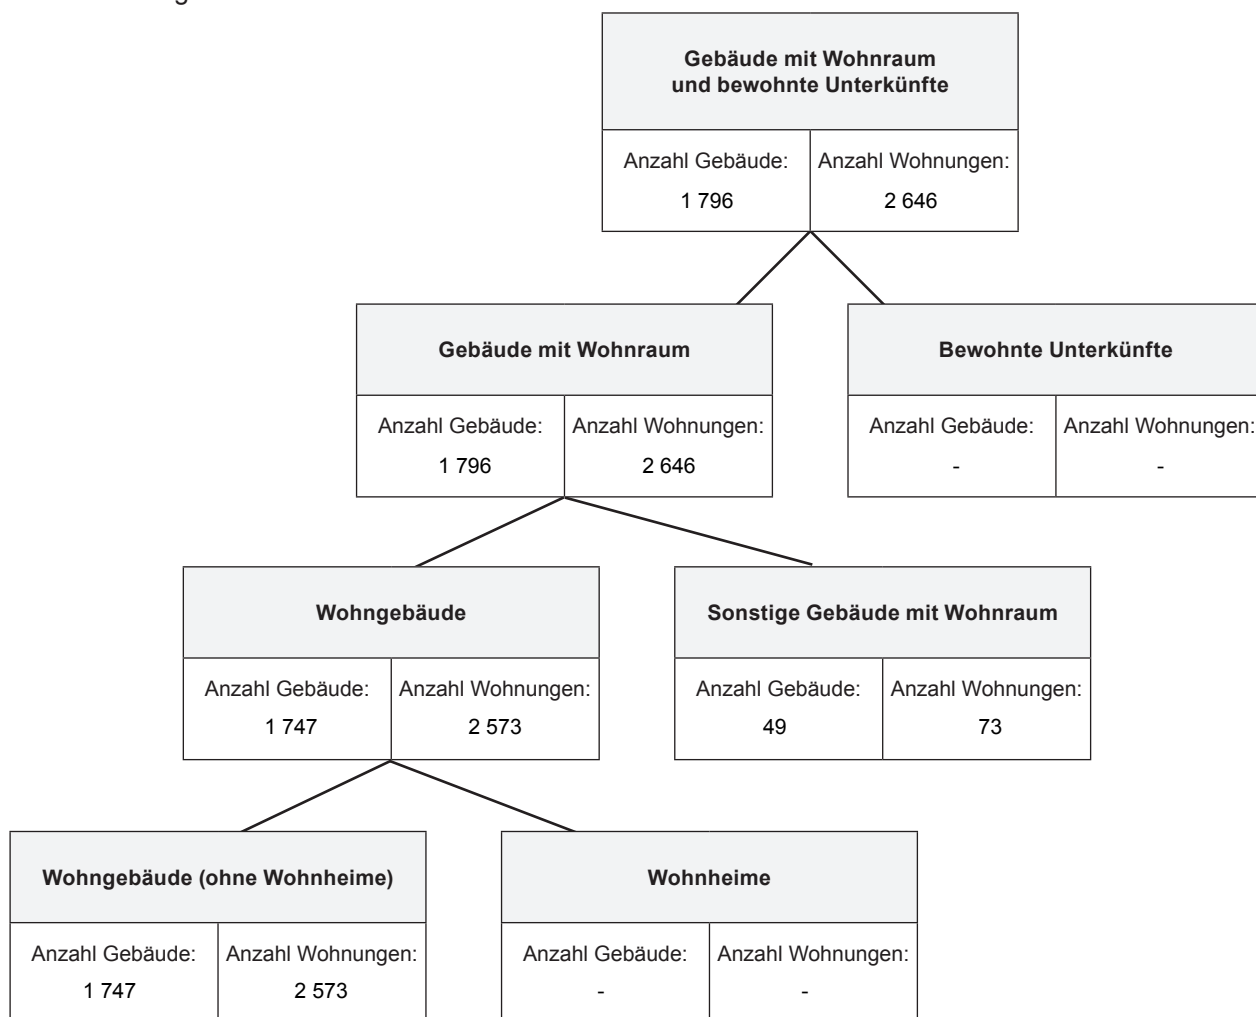 Gebäude mit Wohnraum
und bewohnte Unterkünfte
Anzahl Gebäude: Anzahl Wohnungen:
1 796 2 646
Gebäude mit Wohnraum Bewohnte Unterkünfte
Anzahl Gebäude: Anzahl Wohnungen: Anzahl Gebäude: Anzahl Wohnungen:
1 796 2 646 - -
Wohngebäude Sonstige Gebäude mit Wohnraum
Anzahl Gebäude: Anzahl Wohnungen: Anzahl Gebäude: Anzahl Wohnungen:
1 747 2 573 49 73
Wohngebäude (ohne Wohnheime) Wohnheime
Anzahl Gebäude: Anzahl Wohnungen: Anzahl Gebäude: Anzahl Wohnungen:
1 747 2 573 - -